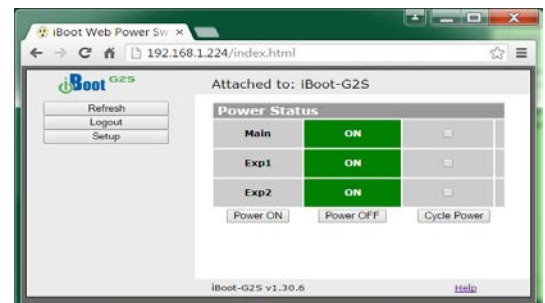 iBoot Web Power Sw
192.168.1.224/index.html
iBoot G2S
Attached to: iBoot-G2S
Refresh
Logout
Setup
Power Status
Main ON
Exp1 ON
Exp2 ON
Power ON Power OFF Cycle Power
iBoot-G2S v1.30.6 Help